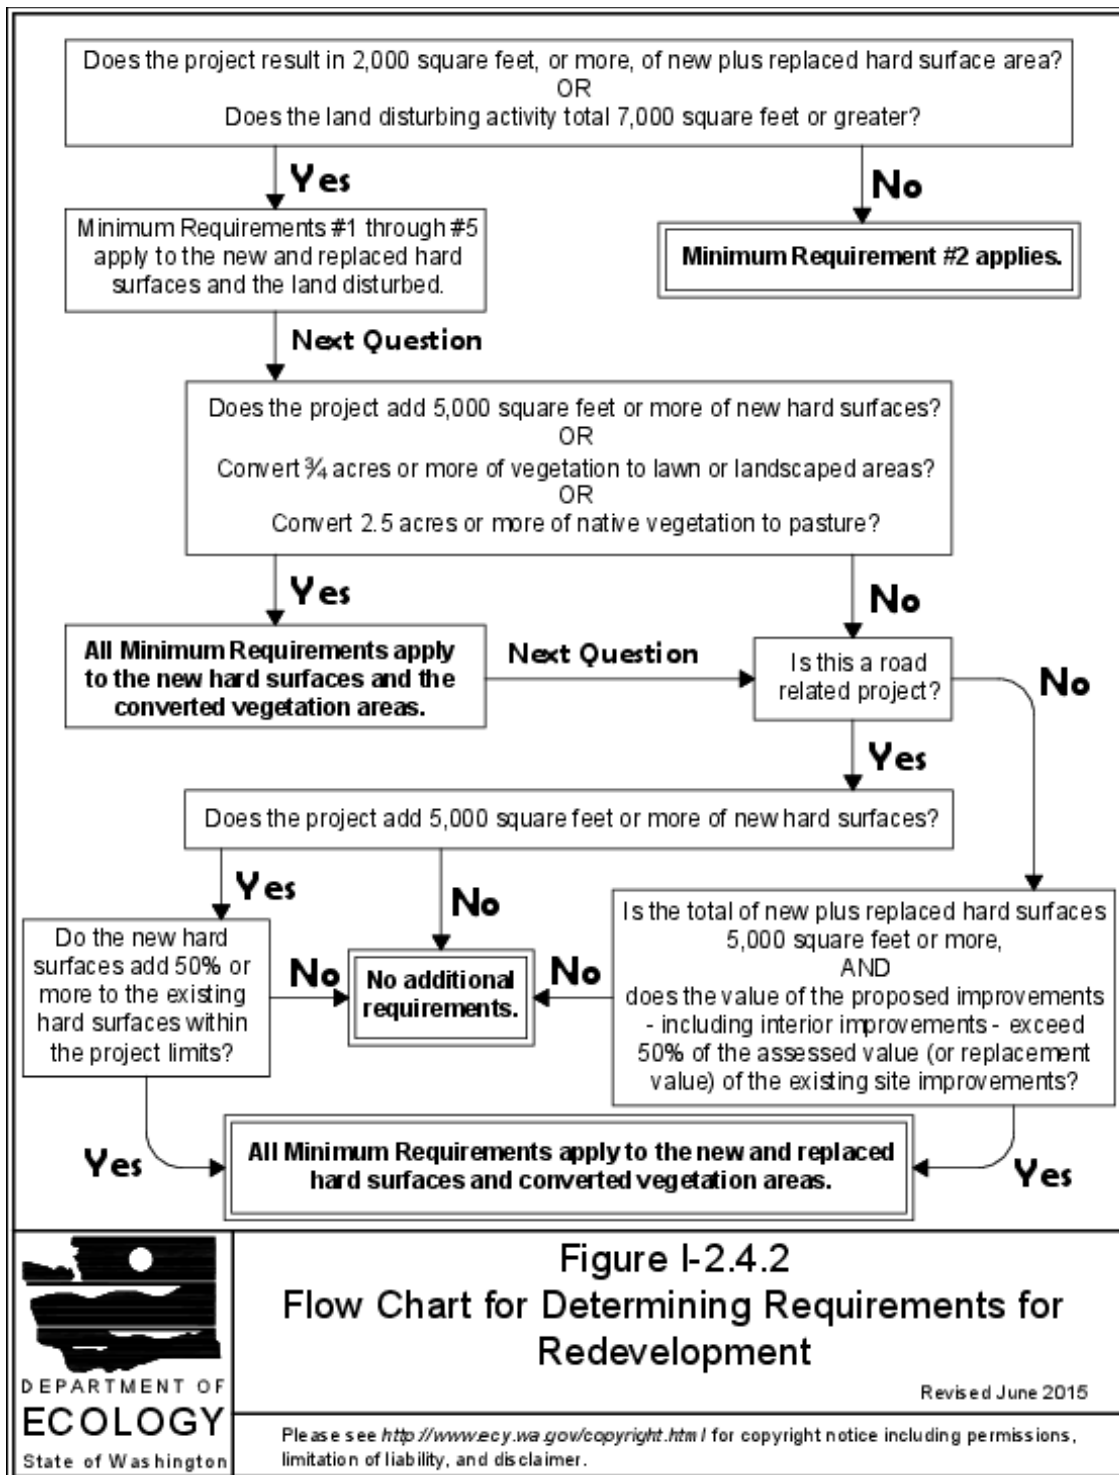 Does the project result in 2,000 square feet, or more, of new plus replaced hard surface area?
OR
Does the land disturbing activity total 7,000 square feet or greater?
Yes
No
Minimum Requirements #1 through #5
apply to the new and replaced hard
surfaces and the land disturbed.
Minimum Requirement #2 applies.
Next Question
Does the project add 5,000 square feet or more of new hard surfaces?
OR
Convert ¾ acres or more of vegetation to lawn or landscaped areas?
OR
Convert 2.5 acres or more of native vegetation to pasture?
Yes
No
All Minimum Requirements apply
to the new hard surfaces and the
converted vegetation areas.
Next Question
Is this a road
related project?
No
Yes
Does the project add 5,000 square feet or more of new hard surfaces?
Yes
No
Do the new hard
surfaces add 50% or
more to the existing
hard surfaces within
the project limits?
No
No additional
requirements.
No
Is the total of new plus replaced hard surfaces
5,000 square feet or more,
AND
does the value of the proposed improvements
- including interior improvements - exceed
50% of the assessed value (or replacement
value) of the existing site improvements?
Yes
All Minimum Requirements apply to the new and replaced
hard surfaces and converted vegetation areas.
Yes
Figure I-2.4.2
Flow Chart for Determining Requirements for
Redevelopment
Revised June 2015
DEPARTMENT OF
ECOLOGY
State of Washington
Please see http://www.ecy.wa.gov/copyright.html for copyright notice including permissions,
limitation of liability, and disclaimer.